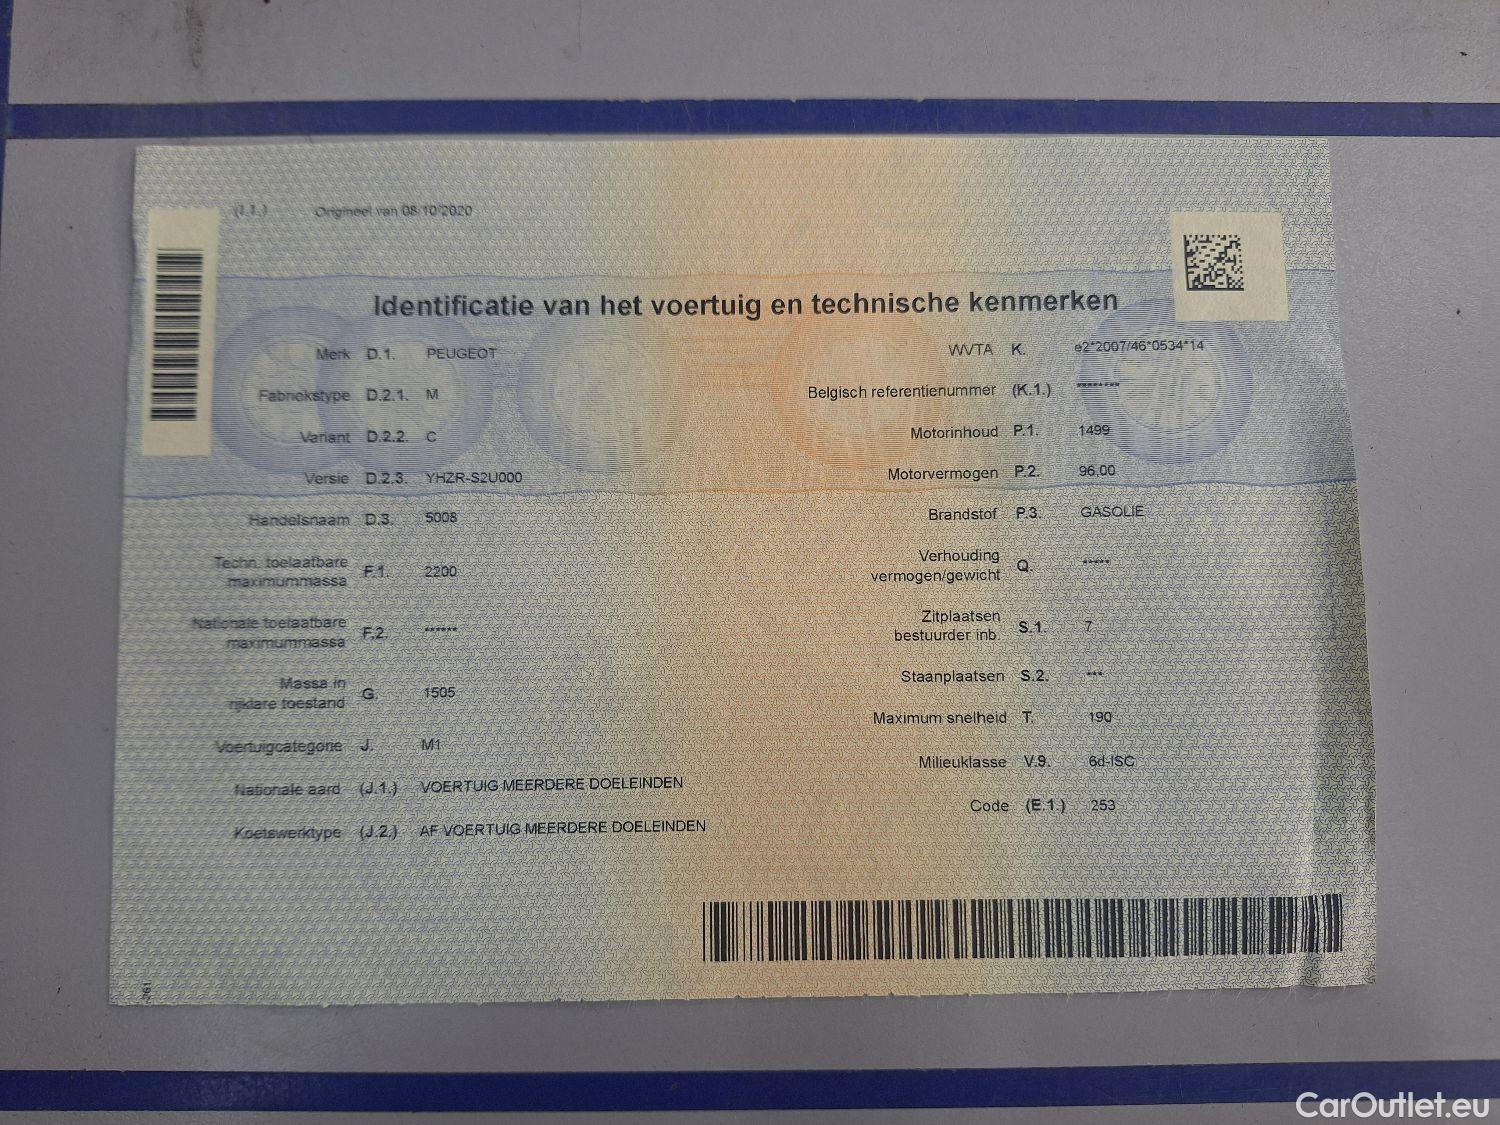 (I.1.) Origineel van 08/10/2020
Identificatie van het voertuig en technische kenmerken
Merk D.1. PEUGEOT
Fabriekstype D.2.1. M
Variant D.2.2. C
Versie D.2.3. YHZR-S2U000
Handelsnaam D.3. 5008
Techn. toelaatbare
maximummassa F.1. 2200
Nationale toelaatbare
maximummassa F.2. ******
Massa in
rijklare toestand G. 1505
Voertuigcategorie J. M1
Nationale aard (J.1.) VOERTUIG MEERDERE DOELEINDEN
Koetswerktype (J.2.) AF VOERTUIG MEERDERE DOELEINDEN
WVTA K. e2*2007/46*0534*14
Belgisch referentienummer (K.1.) ********
Motorinhoud P.1. 1499
Motorvermogen P.2. 96.00
Brandstof P.3. GASOLIE
Verhouding
vermogen/gewicht Q. *****
Zitplaatsen
bestuurder inb. S.1. 7
Staanplaatsen S.2. ***
Maximum snelheid T. 190
Milieuklasse V.9. 6d-ISC
Code (E.1.) 253
CarOutlet.eu